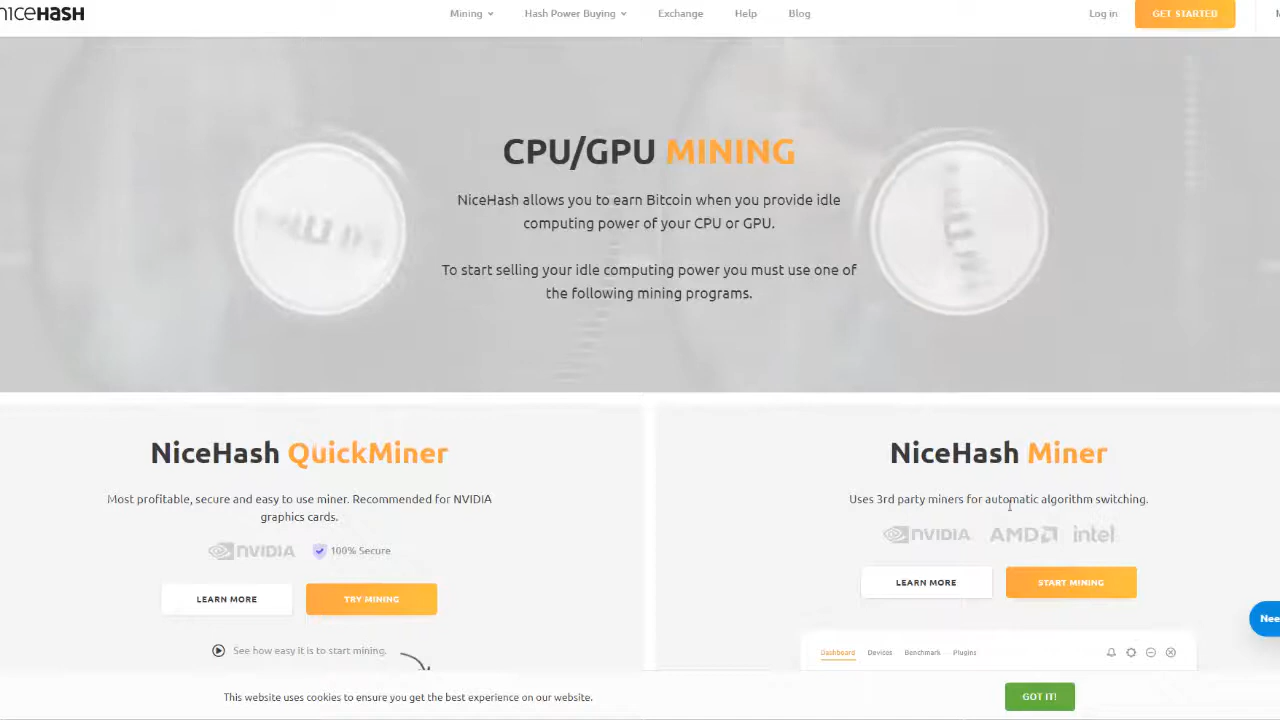 niceHASH
Mining
Hash Power Buying
Exchange
Help
Blog
Log in
GET STARTED
CPU/GPU MINING
NiceHash allows you to earn Bitcoin when you provide idle
computing power of your CPU or GPU.
To start selling your idle computing power you must use one of
the following mining programs.
NiceHash QuickMiner
Most profitable, secure and easy to use miner. Recommended for NVIDIA
graphics cards.
NVIDIA
100% Secure
LEARN MORE
TRY MINING
See how easy it is to start mining.
NiceHash Miner
Uses 3rd party miners for automatic algorithm switching.
NVIDIA
AMD
intel
LEARN MORE
START MINING
Dashboard
Devices
Benchmark
Plugins
Nee
This website uses cookies to ensure you get the best experience on our website.
GOT IT!